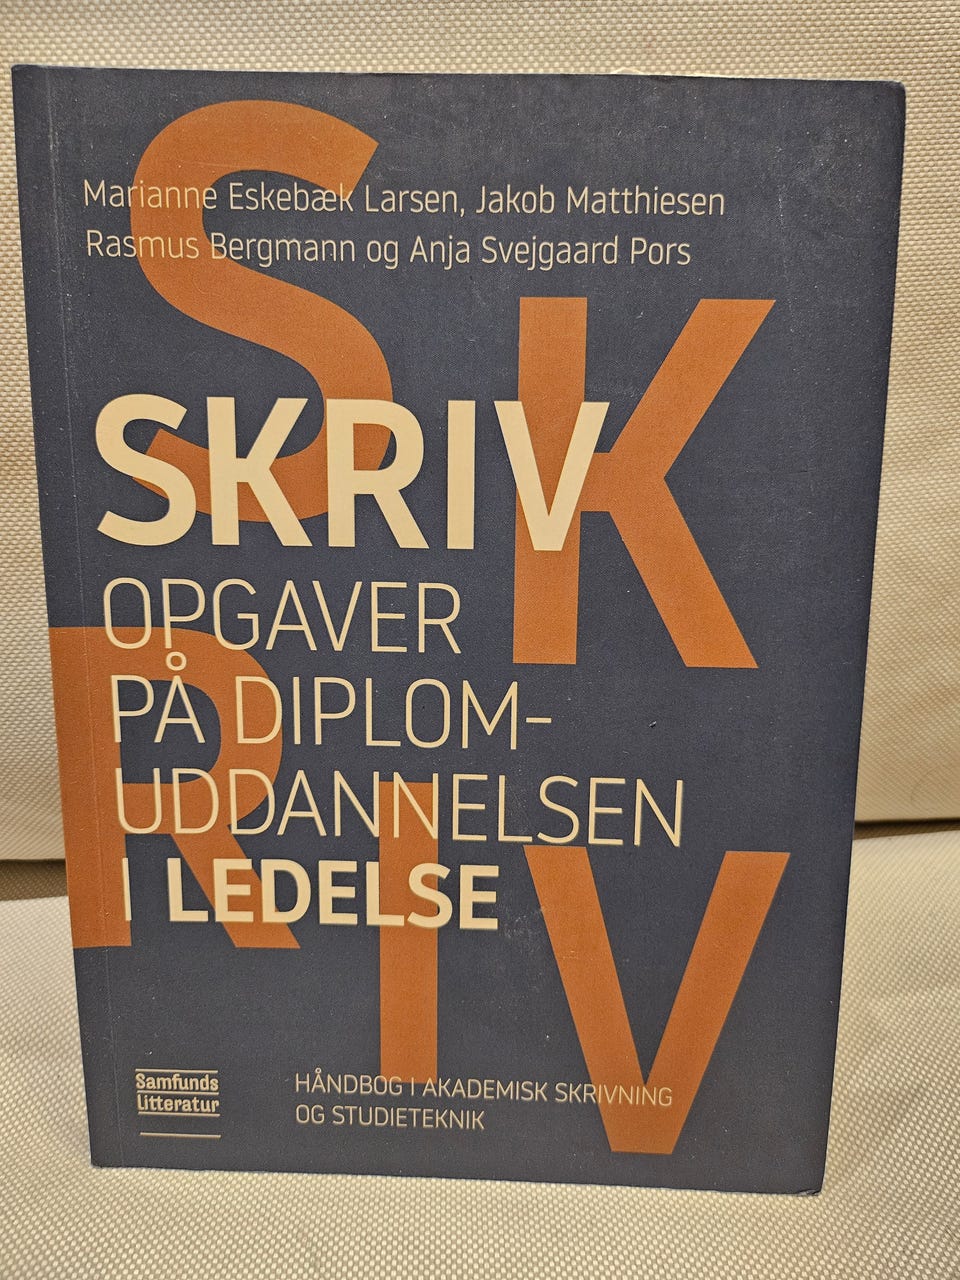 Marianne Eskebæk Larsen, Jakob Matthiesen
Rasmus Bergmann og Anja Svejgaard Pors
SKRIV
SKRIV
OPGAVER
PÅ DIPLOM-
UDDANNELSEN
I LEDELSE
Samfunds
litteratur
HÅNDBOG I AKADEMISK SKRIVNING
OG STUDIETEKNIK